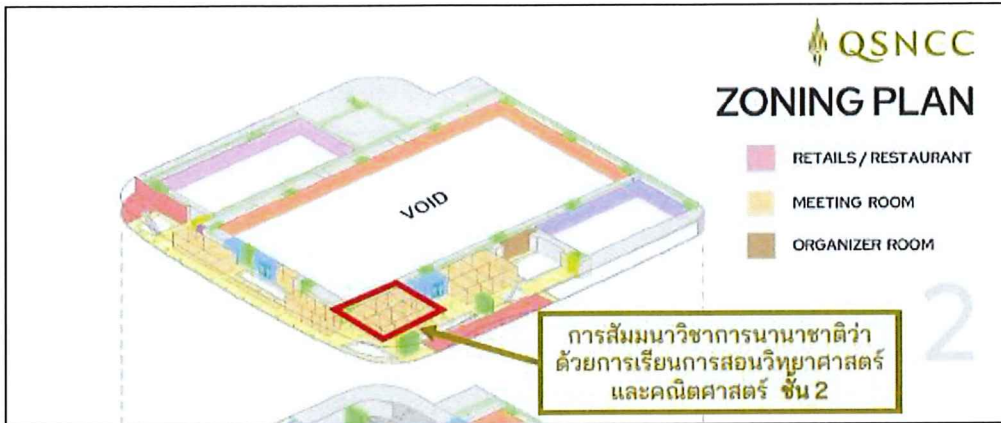 QSNCC
ZONING PLAN
RETAILS / RESTAURANT
MEETING ROOM
ORGANIZER ROOM
VOID
2
การสัมมนาวิชาการนานาชาติว่า
ด้วยการเรียนการสอนวิทยาศาสตร์
และคณิตศาสตร์ ชั้น 2